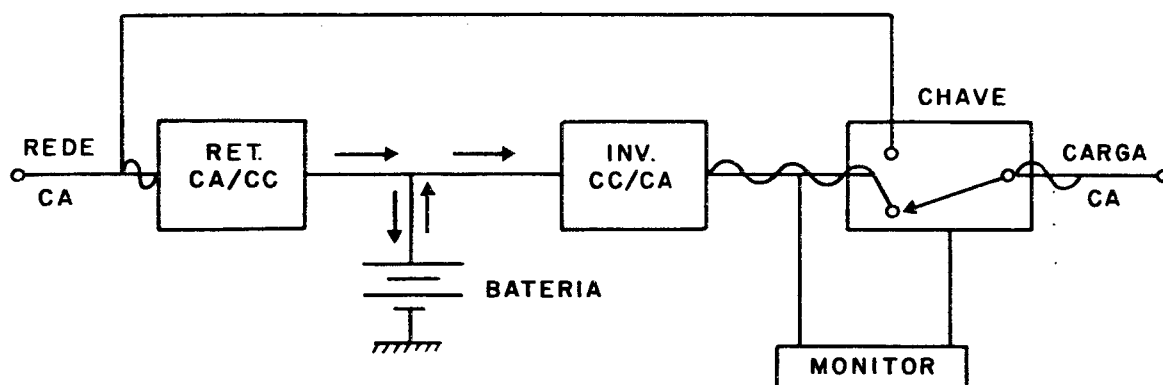 CHAVE
REDE
CA
RET.
CA/CC
INV.
CC/CA
CARGA
CA
BATERIA
MONITOR